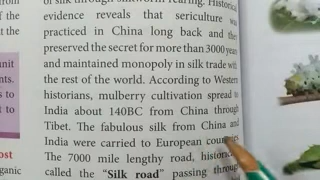 of silk through silkworm rearing. Historical
evidence reveals that sericulture was
practiced in China long back and they
preserved the secret for more than 3000 years
and maintained monopoly in silk trade with
the rest of the world. According to Western
historians, mulberry cultivation spread to
India about 140BC from China through
Tibet. The fabulous silk from China and
India were carried to European countries
The 7000 mile lengthy road,
called the "Silk road" passing through
the
unit
nts.
s to
t to
ost
ganic